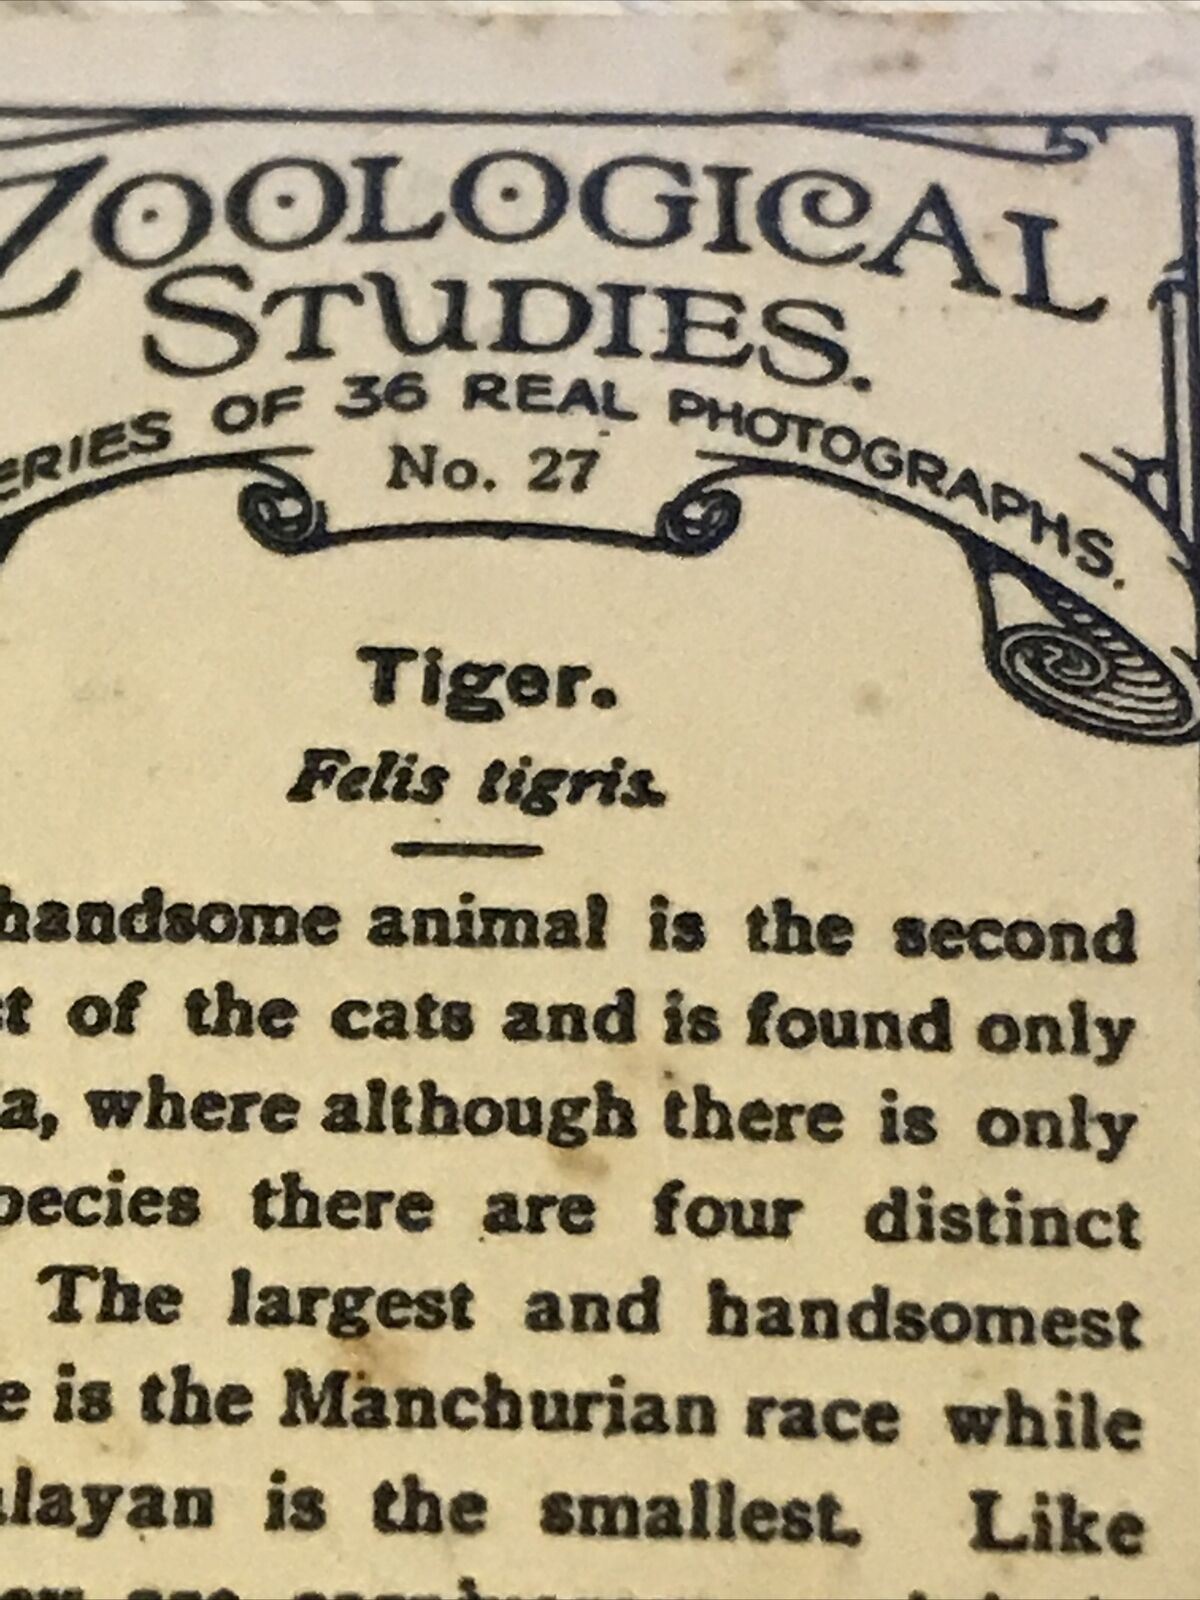 ZOOLOGICAL
STUDIES.
ERIES OF 36 REAL PHOTOGRAPHS.
No. 27
Tiger.
Felis tigris.
handsome animal is the second
t of the cats and is found only
a, where although there is only
pecies there are four distinct
The largest and handsomest
e is the Manchurian race while
layan is the smallest. Like